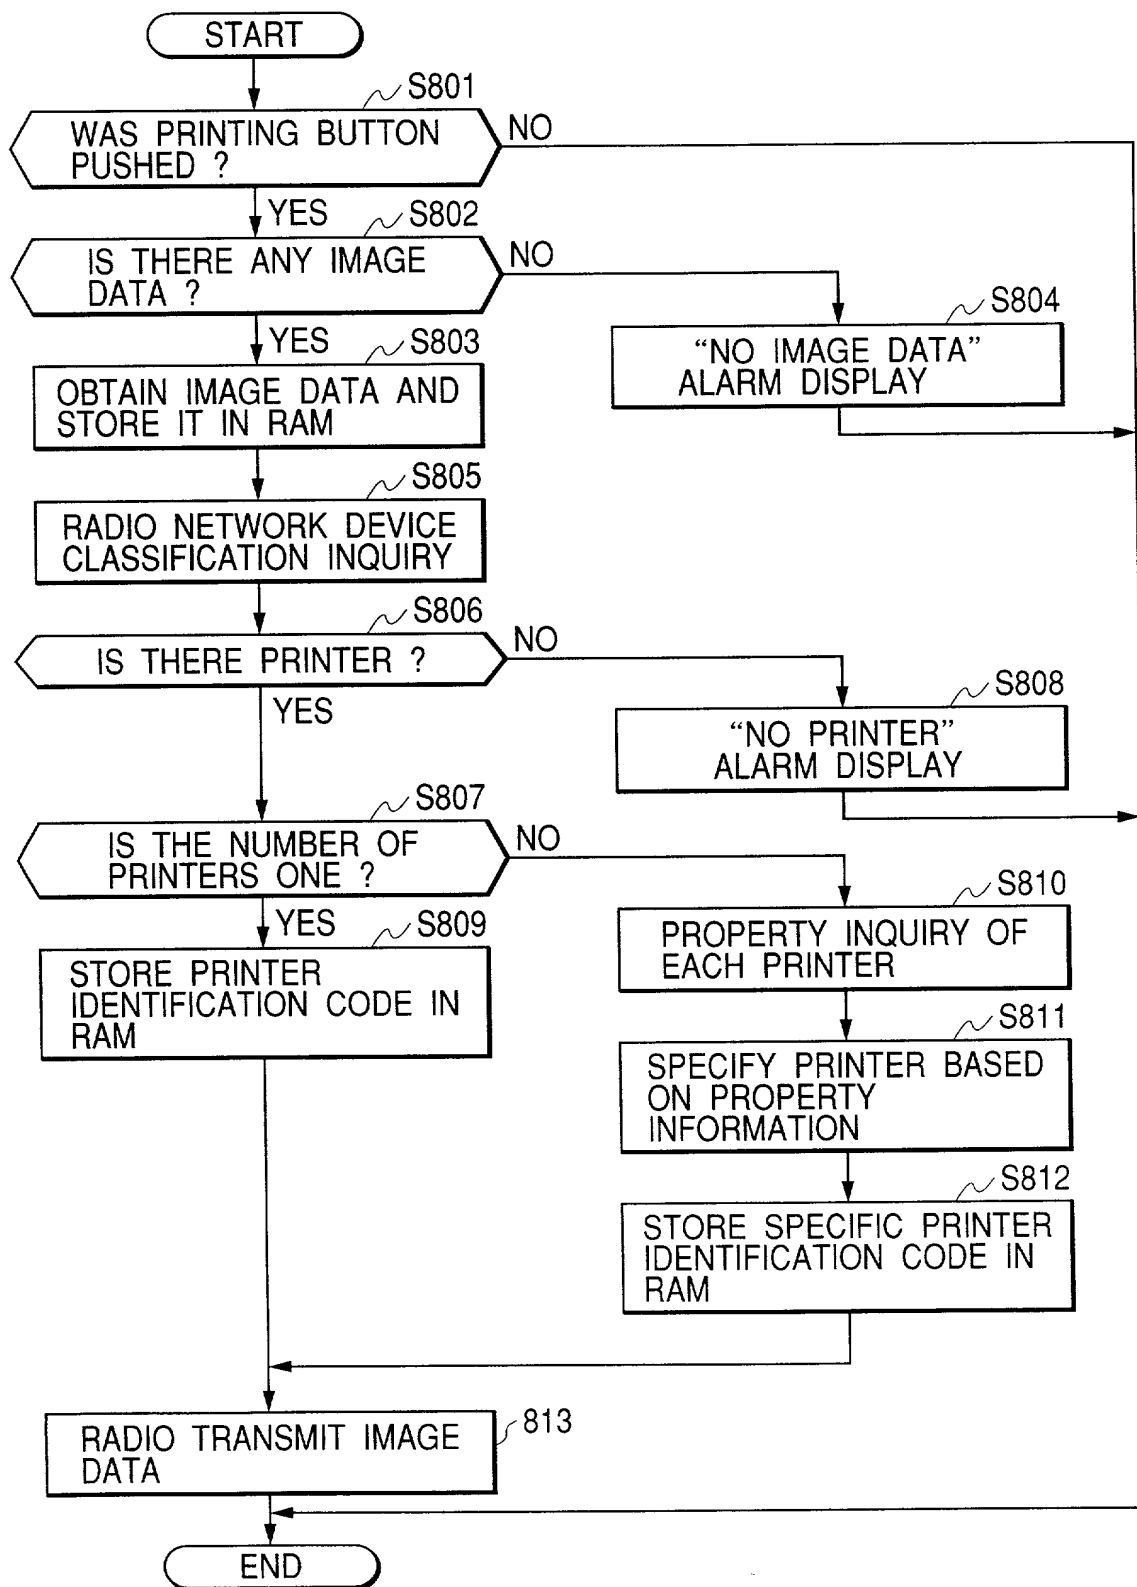 START
S801
WAS PRINTING BUTTON
PUSHED ?
NO
YES
S802
IS THERE ANY IMAGE
DATA ?
NO
YES
S803
S804
"NO IMAGE DATA"
ALARM DISPLAY
OBTAIN IMAGE DATA AND
STORE IT IN RAM
S805
RADIO NETWORK DEVICE
CLASSIFICATION INQUIRY
S806
IS THERE PRINTER ?
NO
YES
S808
"NO PRINTER"
ALARM DISPLAY
S807
IS THE NUMBER OF
PRINTERS ONE ?
NO
YES
S809
STORE PRINTER
IDENTIFICATION CODE IN
RAM
S810
PROPERTY INQUIRY OF
EACH PRINTER
S811
SPECIFY PRINTER BASED
ON PROPERTY
INFORMATION
S812
STORE SPECIFIC PRINTER
IDENTIFICATION CODE IN
RAM
813
RADIO TRANSMIT IMAGE
DATA
END